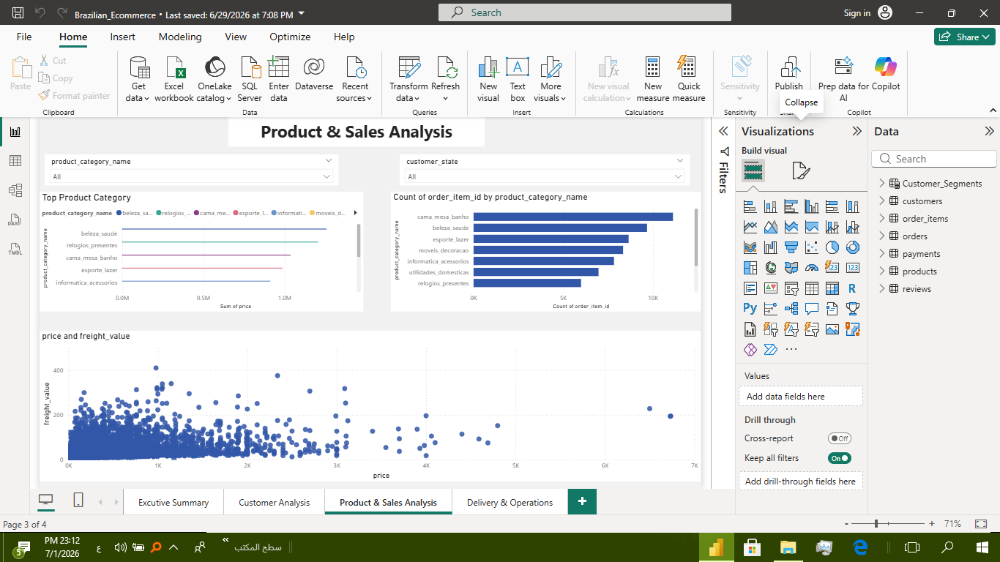 Brazilian_Ecommerce • Last saved: 6/29/2026 at 7:08 PM
Search
Sign in
File
Home
Insert
Modeling
View
Optimize
Help
Share
Paste
Cut
Copy
Format painter
Clipboard
Get data
Excel workbook
OneLake catalog
SQL Server
Enter data
Dataverse
Recent sources
Data
Transform data
Refresh
Queries
New visual
Text box
More visuals
Insert
New visual calculation
New measure
Quick measure
Calculations
Sensitivity
Sensitivity
Publish
Collapse
Prep data for AI
Copilot
Copilot
Product & Sales Analysis
product_category_name
All
customer_state
All
Top Product Category
product_category_name
beleza_sa...
relogios_...
cama_me...
esporte_l...
informati...
moveis_d...
product_category_name
beleza_saude
relogios_presentes
cama_mesa_banho
esporte_lazer
informatica_acessorios
0.0M
0.5M
1.0M
Sum of price
Count of order_item_id by product_category_name
product_category_name
cama_mesa_banho
beleza_saude
esporte_lazer
moveis_decoracao
informatica_acessorios
utilidades_domesticas
relogios_presentes
0K
5K
10K
Count of order_item_id
price and freight_value
freight_value
400
200
0
0K
1K
2K
3K
4K
5K
6K
7K
price
Filters
Visualizations
Build visual
123
123
R
Py
...
Values
Add data fields here
Drill through
Cross-report
Off
Keep all filters
On
Add drill-through fields here
Data
Search
Customer_Segments
customers
order_items
orders
payments
products
reviews
DAX
TMDL
Excutive Summary
Customer Analysis
Product & Sales Analysis
Delivery & Operations
+
Page 3 of 4
- + 71%
5
PM 23:12
7/1/2026
ع
سطح المكتب